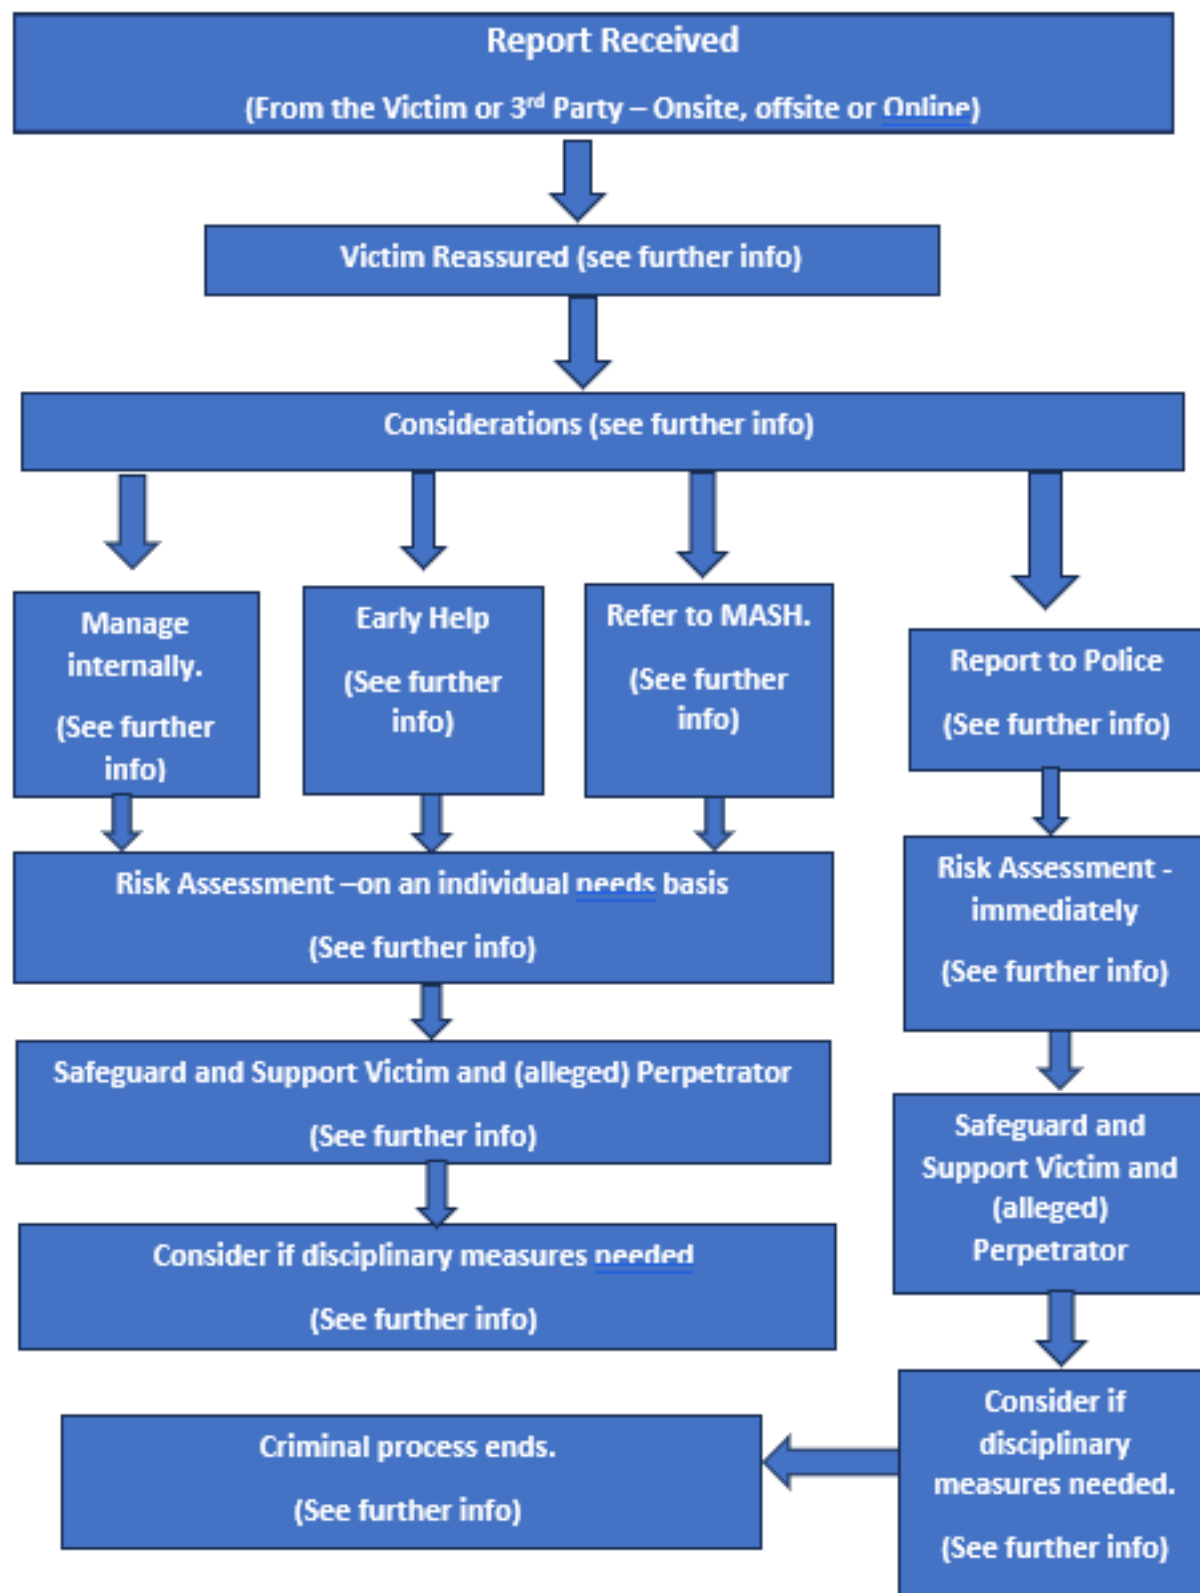 Report Received
(From the Victim or 3rd Party – Onsite, offsite or Online)
Victim Reassured (see further info)
Considerations (see further info)
Manage
internally.
(See further
info)
Early Help
(See further
info)
Refer to MASH.
(See further
info)
Report to Police
(See further info)
Risk Assessment –on an individual needs basis
(See further info)
Risk Assessment -
immediately
(See further info)
Safeguard and Support Victim and (alleged) Perpetrator
(See further info)
Safeguard and
Support Victim and
(alleged)
Perpetrator
Consider if disciplinary measures needed
(See further info)
Consider if
disciplinary
measures needed.
(See further info)
Criminal process ends.
(See further info)